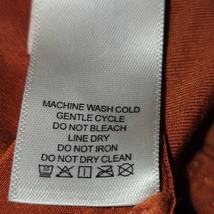 MACHINE WASH COLD
GENTLE CYCLE
DO NOT BLEACH
LINE DRY
DO NOT IRON
DO NOT DRY CLEAN